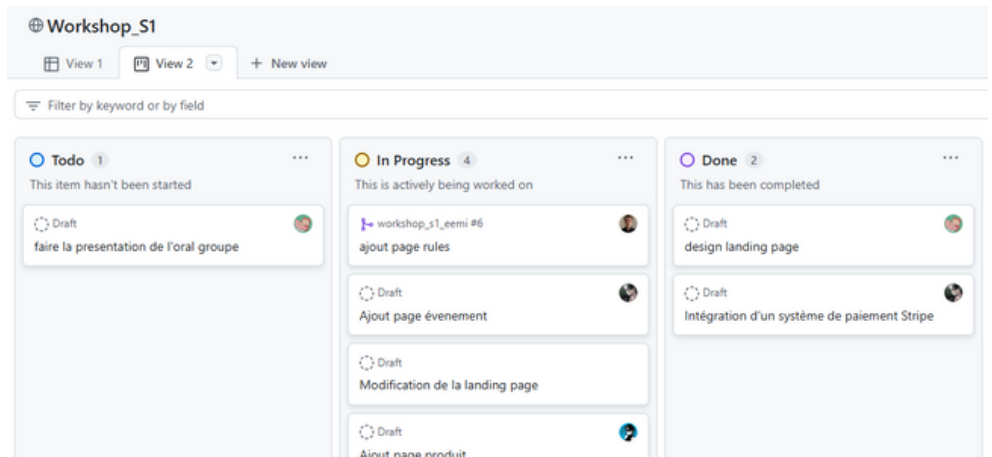 Workshop_S1
View 1
View 2
New view
Filter by keyword or by field
Todo 1
This item hasn't been started
Draft
faire la presentation de l'oral groupe
In Progress 4
This is actively being worked on
workshop_s1_eemi #6
ajout page rules
Draft
Ajout page évenement
Draft
Modification de la landing page
Draft
Ajout page produit
Done 2
This has been completed
Draft
design landing page
Draft
Intégration d'un système de paiement Stripe